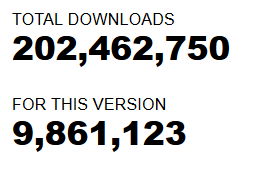 TOTAL DOWNLOADS
202,462,750
FOR THIS VERSION
9,861,123